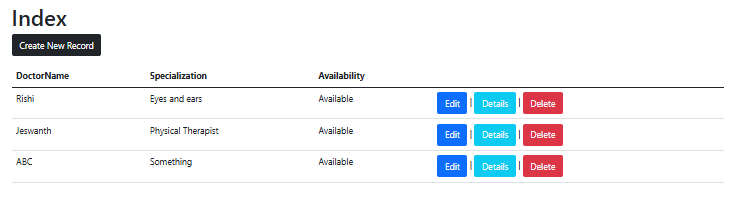 Index
Create New Record
DoctorName Specialization Availability
Rishi Eyes and ears Available Edit | Details | Delete
Jeswanth Physical Therapist Available Edit | Details | Delete
ABC Something Available Edit | Details | Delete